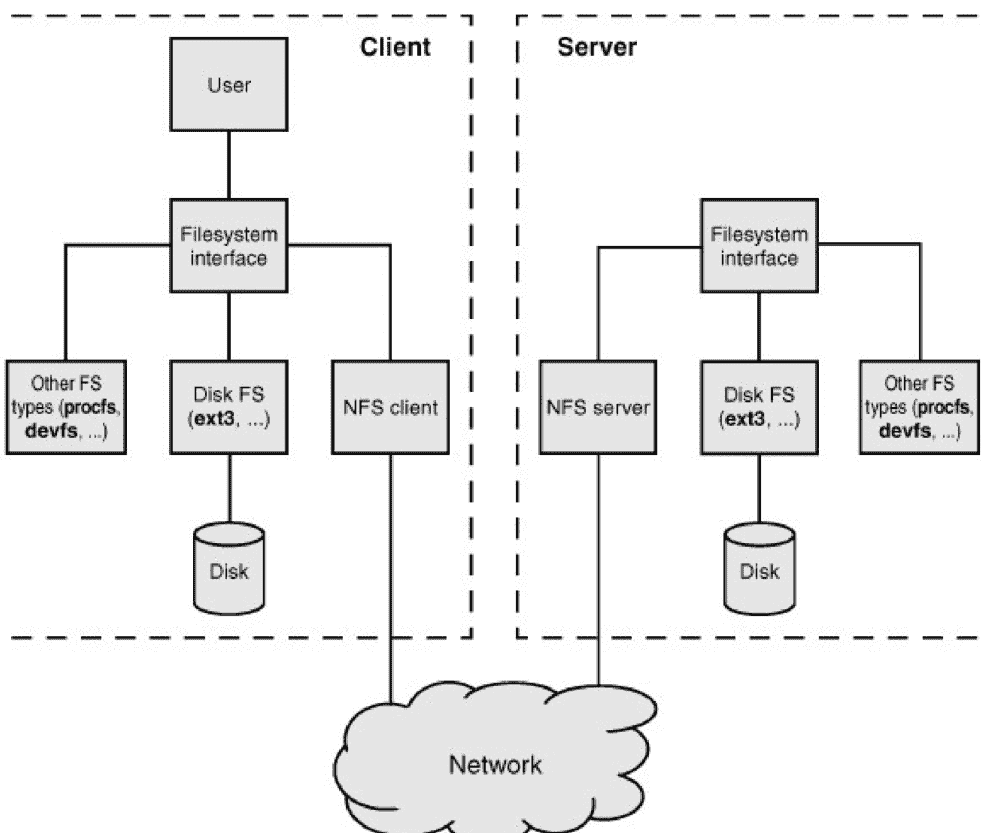 Client
Server
User
Filesystem
interface
Filesystem
interface
Other FS
types (procfs,
devfs, ...)
Disk FS
(ext3, ...)
NFS client
NFS server
Disk FS
(ext3, ...)
Other FS
types (procfs,
devfs, ...)
Disk
Disk
Network